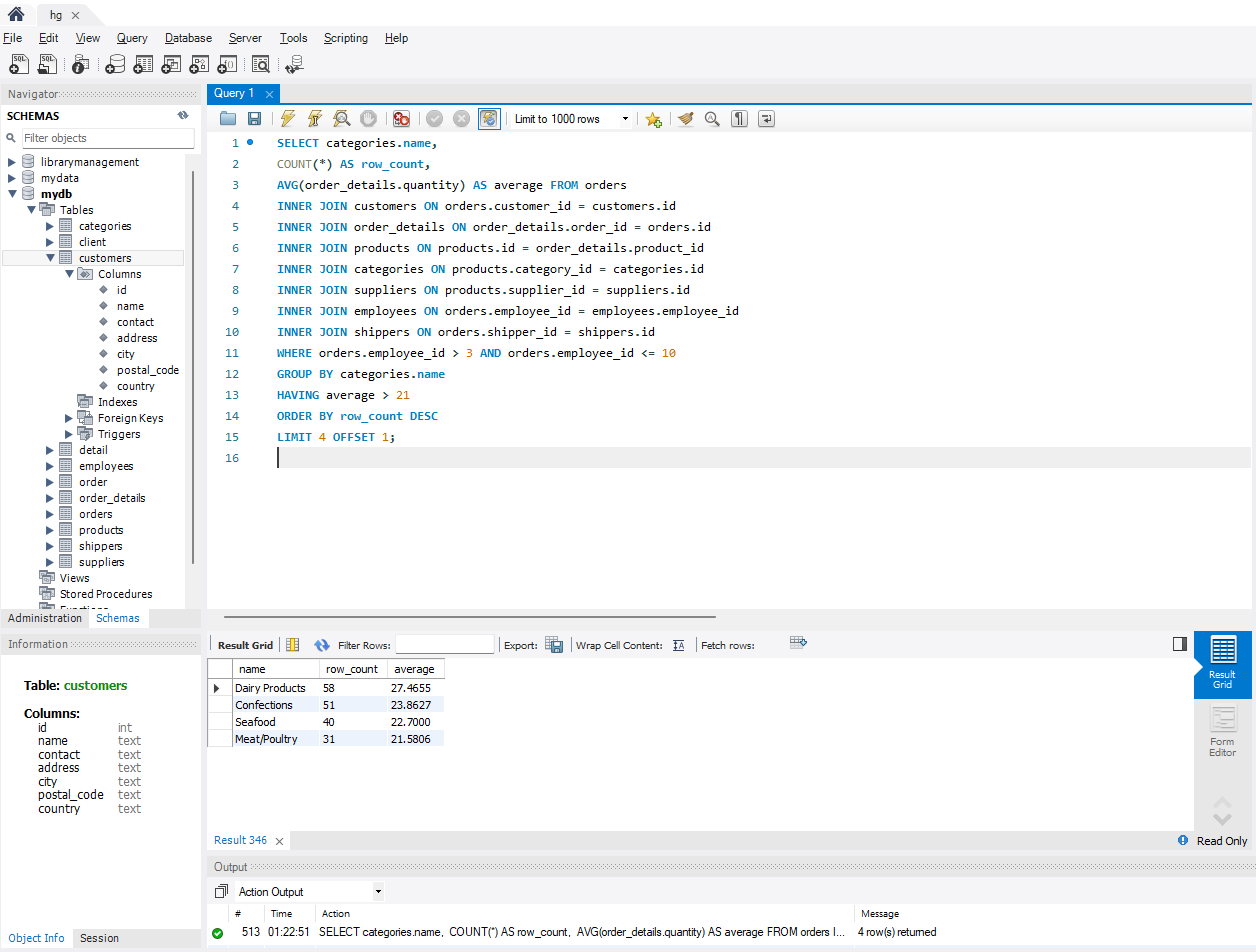 hg
File Edit View Query Database Server Tools Scripting Help
Navigator
SCHEMAS
Filter objects
librarymanagement
mydata
mydb
Tables
categories
client
customers
Columns
id
name
contact
address
city
postal_code
country
Indexes
Foreign Keys
Triggers
detail
employees
order
order_details
orders
products
shippers
suppliers
Views
Stored Procedures
Administration Schemas
Information
Table: customers
Columns:
id int
name text
contact text
address text
city text
postal_code text
country text
Object Info Session
Query 1
Limit to 1000 rows
1 SELECT categories.name,
2 COUNT(*) AS row_count,
3 AVG(order_details.quantity) AS average FROM orders
4 INNER JOIN customers ON orders.customer_id = customers.id
5 INNER JOIN order_details ON order_details.order_id = orders.id
6 INNER JOIN products ON products.id = order_details.product_id
7 INNER JOIN categories ON products.category_id = categories.id
8 INNER JOIN suppliers ON products.supplier_id = suppliers.id
9 INNER JOIN employees ON orders.employee_id = employees.employee_id
10 INNER JOIN shippers ON orders.shipper_id = shippers.id
11 WHERE orders.employee_id > 3 AND orders.employee_id <= 10
12 GROUP BY categories.name
13 HAVING average > 21
14 ORDER BY row_count DESC
15 LIMIT 4 OFFSET 1;
16
Result Grid Filter Rows: Export: Wrap Cell Content: Fetch rows:
name row_count average
Dairy Products 58 27.4655
Confections 51 23.8627
Seafood 40 22.7000
Meat/Poultry 31 21.5806
Result
Grid
Form
Editor
Result 346
Read Only
Output
Action Output
# Time Action Message
513 01:22:51 SELECT categories.name, COUNT(*) AS row_count, AVG(order_details.quantity) AS average FROM orders I... 4 row(s) returned